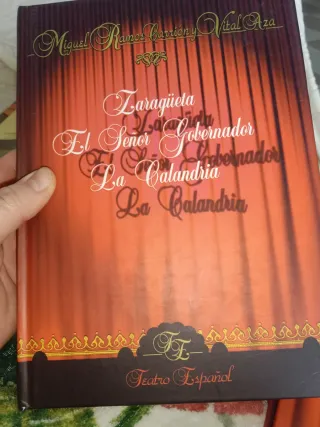 Miguel Ramos Carrión y Vital Aza
Zaragüeta
El Señor Gobernador
La Calandria
TE
Teatro Español